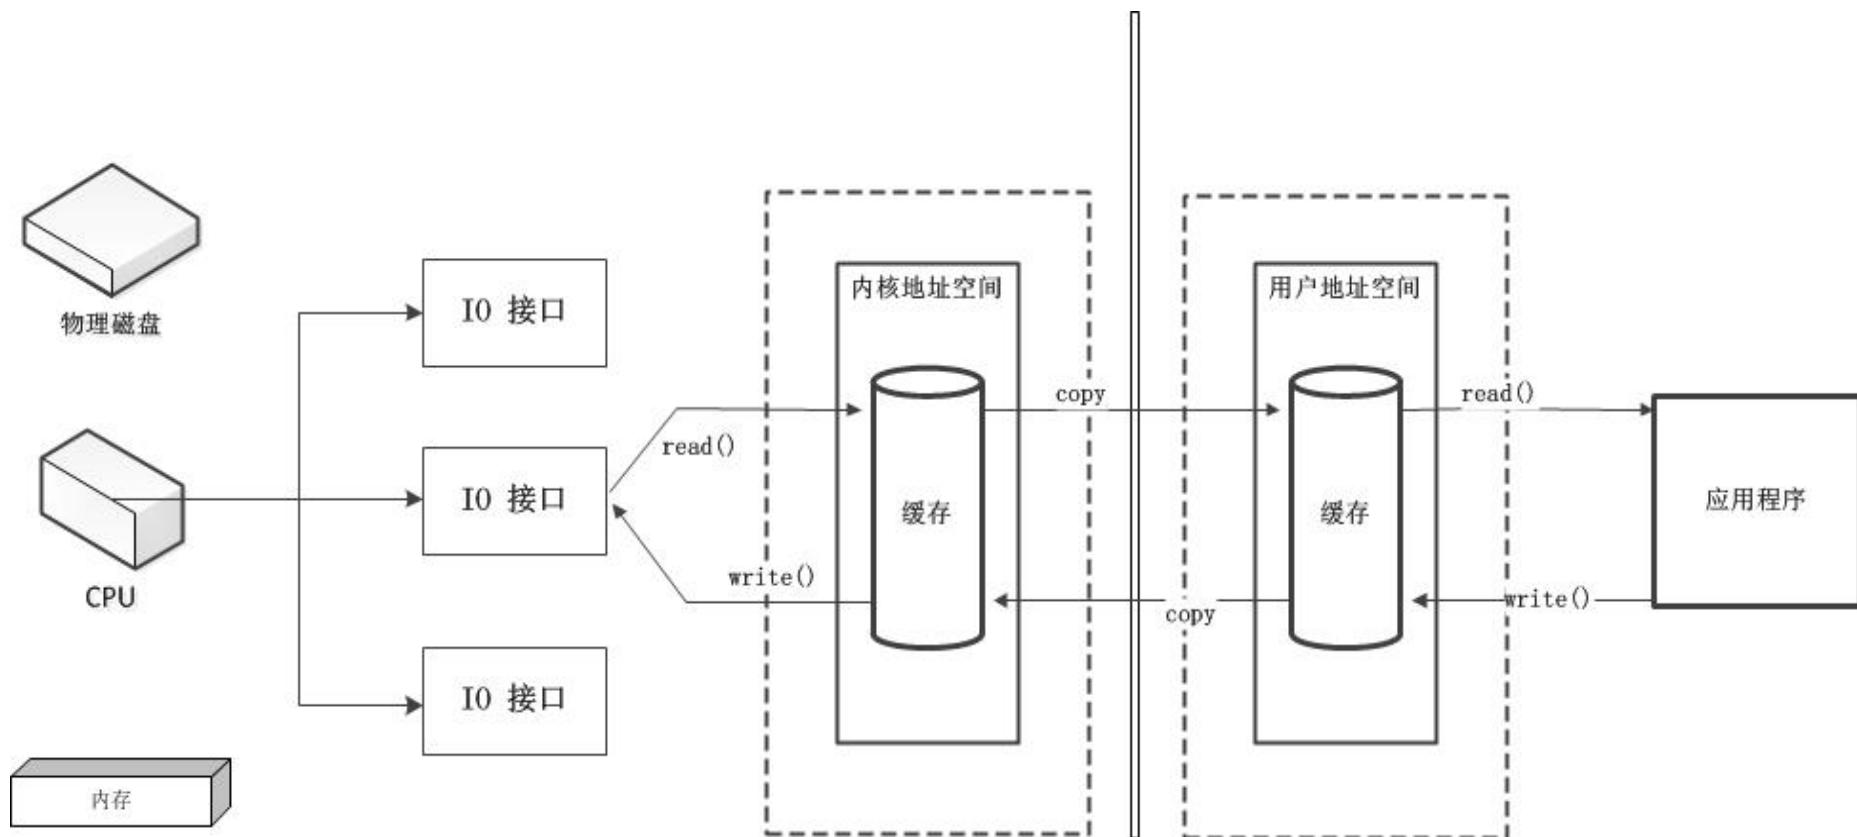 物理磁盘
CPU
内存
IO 接口
IO 接口
IO 接口
read()
write()
内核地址空间
缓存
copy
copy
用户地址空间
缓存
read()
write()
应用程序